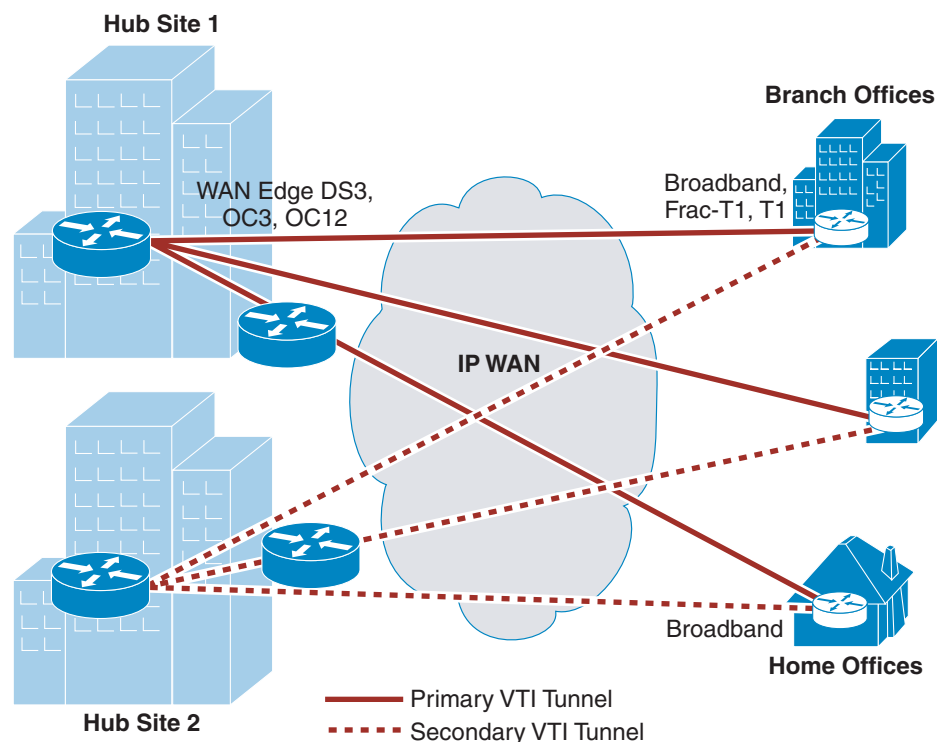 Hub Site 1
Branch Offices
WAN Edge DS3,
OC3, OC12
Broadband,
Frac-T1, T1
IP WAN
Broadband
Home Offices
Hub Site 2
Primary VTI Tunnel
Secondary VTI Tunnel